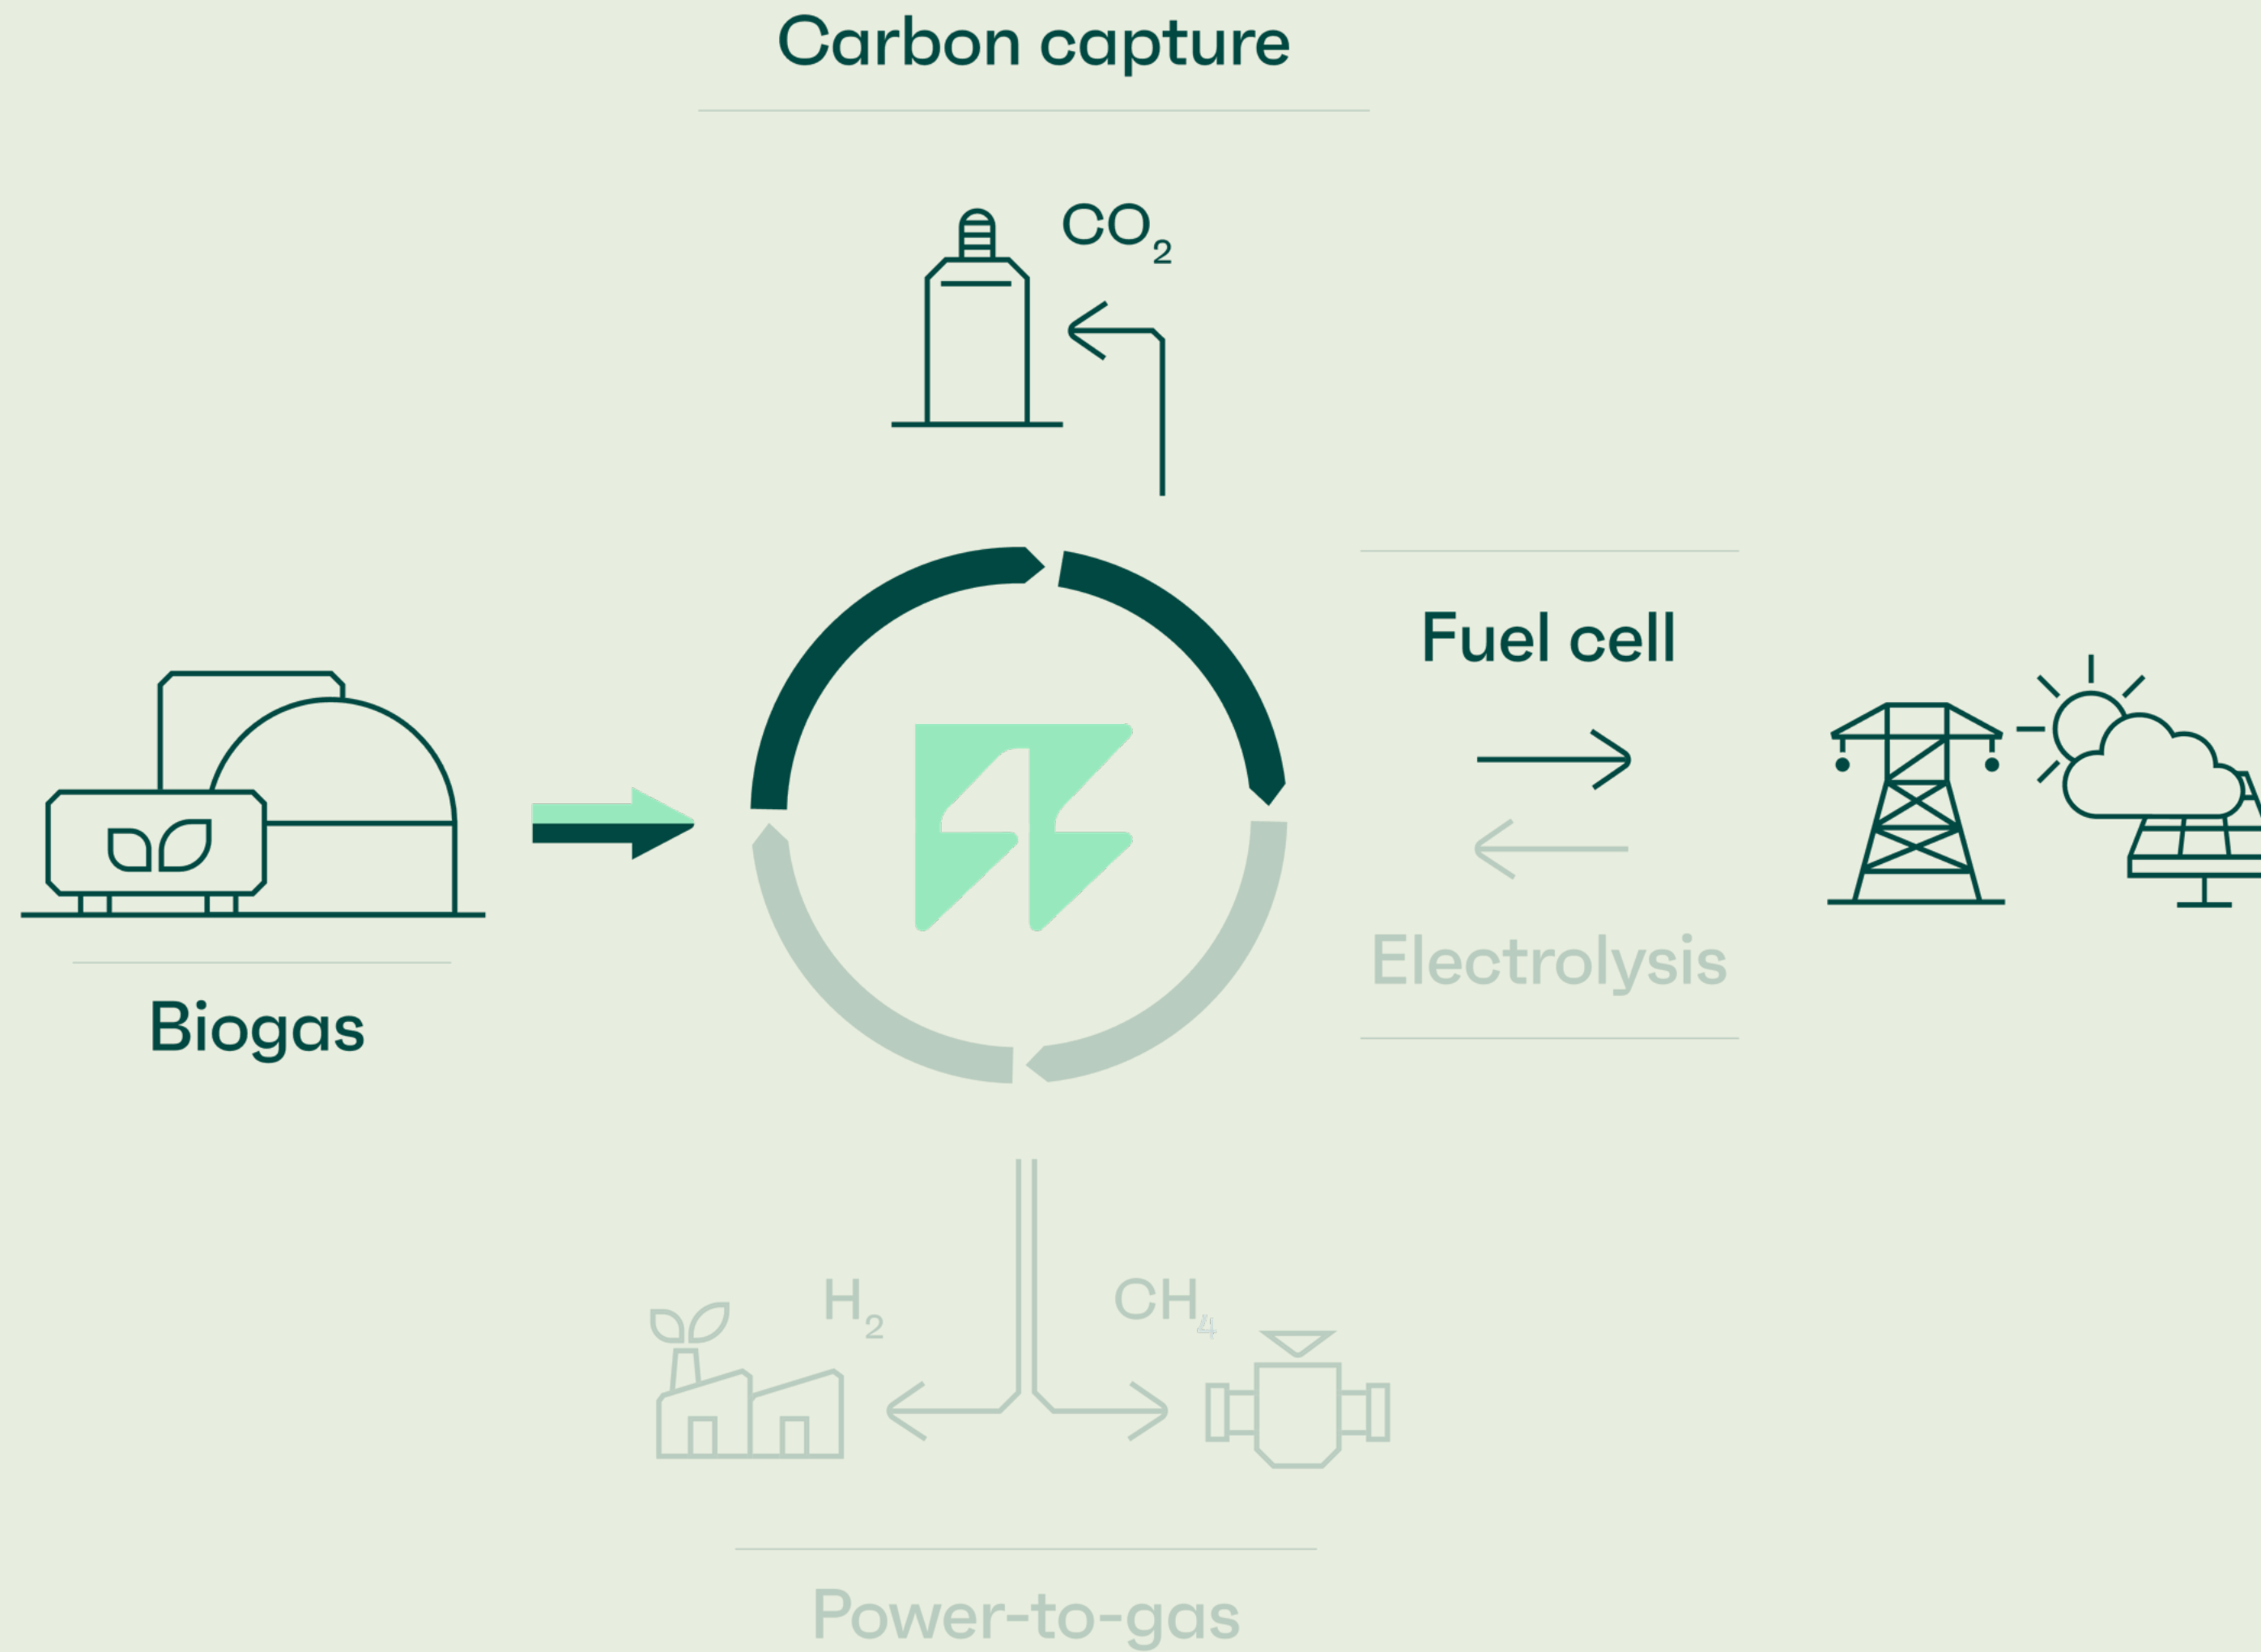 Carbon capture
CO₂
Fuel cell
Electrolysis
Biogas
H₂
CH₄
Power-to-gas